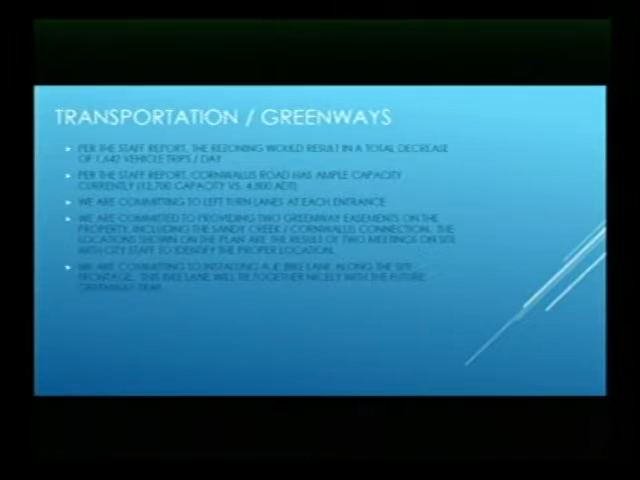 TRANSPORTATION / GREENWAYS
PER THE STAFF REPORT, THE REZONING WOULD RESULT IN A TOTAL DECREASE
OF 1,642 VEHICLE TRIPS / DAY
PER THE STAFF REPORT, CORNWALLIS ROAD HAS AMPLE CAPACITY
CURRENTLY (12,700 CAPACITY VS. 4,800 ADT)
WE ARE COMMITTING TO LEFT TURN LANES AT EACH ENTRANCE
WE ARE COMMITTED TO PROVIDING TWO GREENWAY EASEMENTS ON THE
PROPERTY, INCLUDING THE SANDY CREEK / CORNWALLIS CONNECTION. THE
LOCATIONS SHOWN ON THE PLAN ARE THE RESULT OF TWO MEETINGS ON SITE
WITH CITY STAFF TO IDENTIFY THE PROPER LOCATION.
WE ARE COMMITTING TO INSTALLING A BIKE LANE ALONG THE SITE
FRONTAGE. THIS BIKE LANE WILL TIE TOGETHER NICELY WITH THE FUTURE
GREENWAY TRAIL